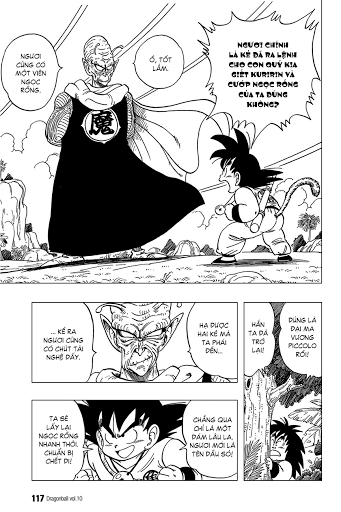 NGƯƠI CHÍNH
LÀ KẺ ĐÃ RA LỆNH
CHO CON QUỶ KIA
GIẾT KURIRIN VÀ
CƯỚP NGỌC RỒNG
CỦA TA ĐÚNG
KHÔNG?
Ồ, TỐT
LẮM.
NGƯƠI
CŨNG CÓ
MỘT VIÊN
NGỌC
RỒNG.
魔
ĐÚNG LÀ
ĐẠI MA
VƯƠNG
PICCOLO
RỒI!
HẮN
TA ĐÃ
TRỞ
LẠI!
HẠ ĐƯỢC
HAI KẺ MÀ
TA PHÁI
ĐẾN...
... KỂ RA
NGƯƠI CŨNG
CÓ CHÚT TÀI
NGHỆ ĐẤY.
CHẲNG QUA
CHỈ LÀ MỘT
ĐÁM LÂU LA,
NGƯƠI MỚI LÀ
TÊN ĐẦU SỎ!
TA SẼ
LẤY LẠI
NGỌC RỒNG
NHANH
THÔI,
CHUẨN BỊ
CHẾT ĐI!
117 Dragonball vol.10